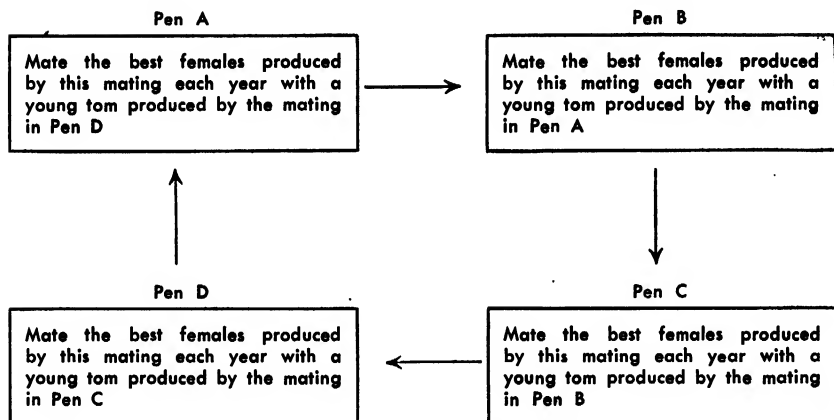 Pen A
Mate the best females produced
by this mating each year with a
young tom produced by the mating
in Pen D
Pen B
Mate the best females produced
by this mating each year with a
young tom produced by the mating
in Pen A
Pen D
Mate the best females produced
by this mating each year with a
young tom produced by the mating
in Pen C
Pen C
Mate the best females produced
by this mating each year with a
young tom produced by the mating
in Pen B